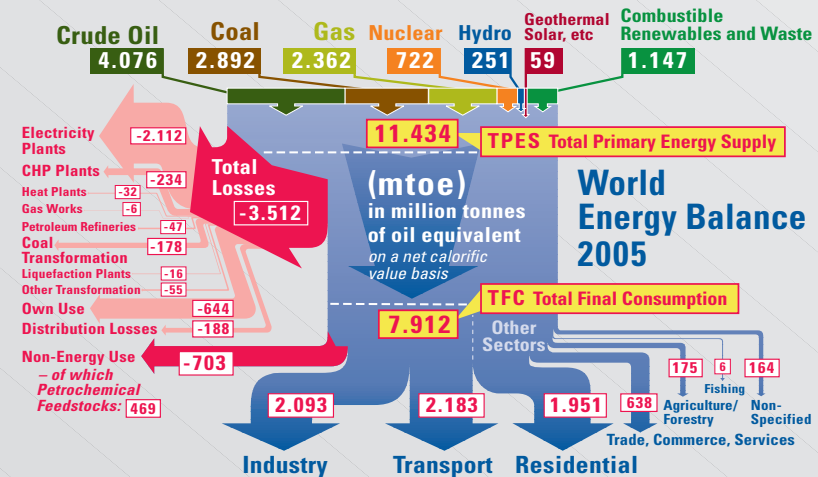 Crude Oil
4.076
Coal
2.892
Gas
2.362
Nuclear
722
Hydro
251
Geothermal
Solar, etc
59
Combustible
Renewables and Waste
1.147
11.434
TPES Total Primary Energy Supply
Electricity
Plants
-2.112
CHP Plants
-234
Heat Plants
-32
Gas Works
-6
Petroleum Refineries
-47
Coal
Transformation
-178
Liquefaction Plants
-16
Other Transformation
-55
Own Use
-644
Distribution Losses
-188
Total
Losses
-3.512
(mtoe)
in million tonnes
of oil equivalent
on a net calorific
value basis
World
Energy Balance
2005
TFC Total Final Consumption
7.912
Other
Sectors
Non-Energy Use
-703
– of which
Petrochemical
Feedstocks: 469
2.093
Industry
2.183
Transport
1.951
Residential
638
Trade, Commerce, Services
175
Agriculture/
Forestry
6
Fishing
164
Non-
Specified